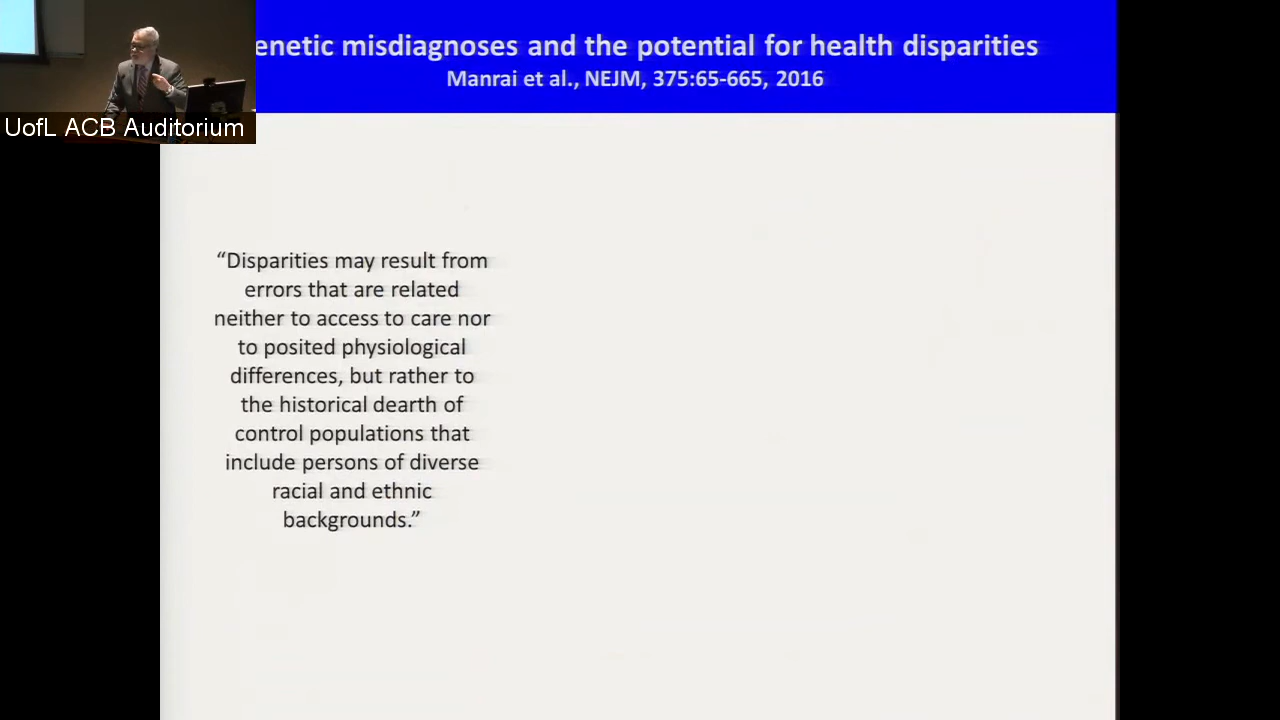 enetic misdiagnoses and the potential for health disparities
Manrai et al., NEJM, 375:65-665, 2016
UofL ACB Auditorium
“Disparities may result from
errors that are related
neither to access to care nor
to posited physiological
differences, but rather to
the historical dearth of
control populations that
include persons of diverse
racial and ethnic
backgrounds.”